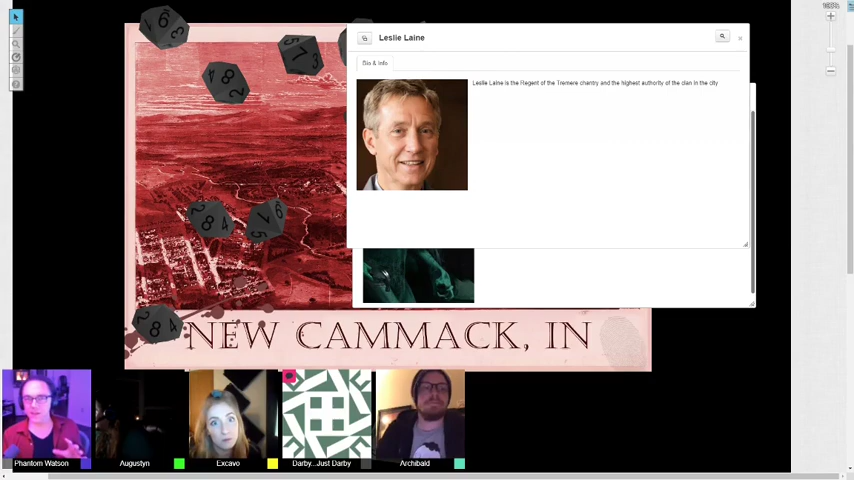 Leslie Laine
Bio & Info
Leslie Laine is the Regent of the Tremere chantry and the highest authority of the clan in the city
NEW CAMMACK, IN
Phantom Watson
Augustyn
Excavo
Darby...Just Darby
Archibald